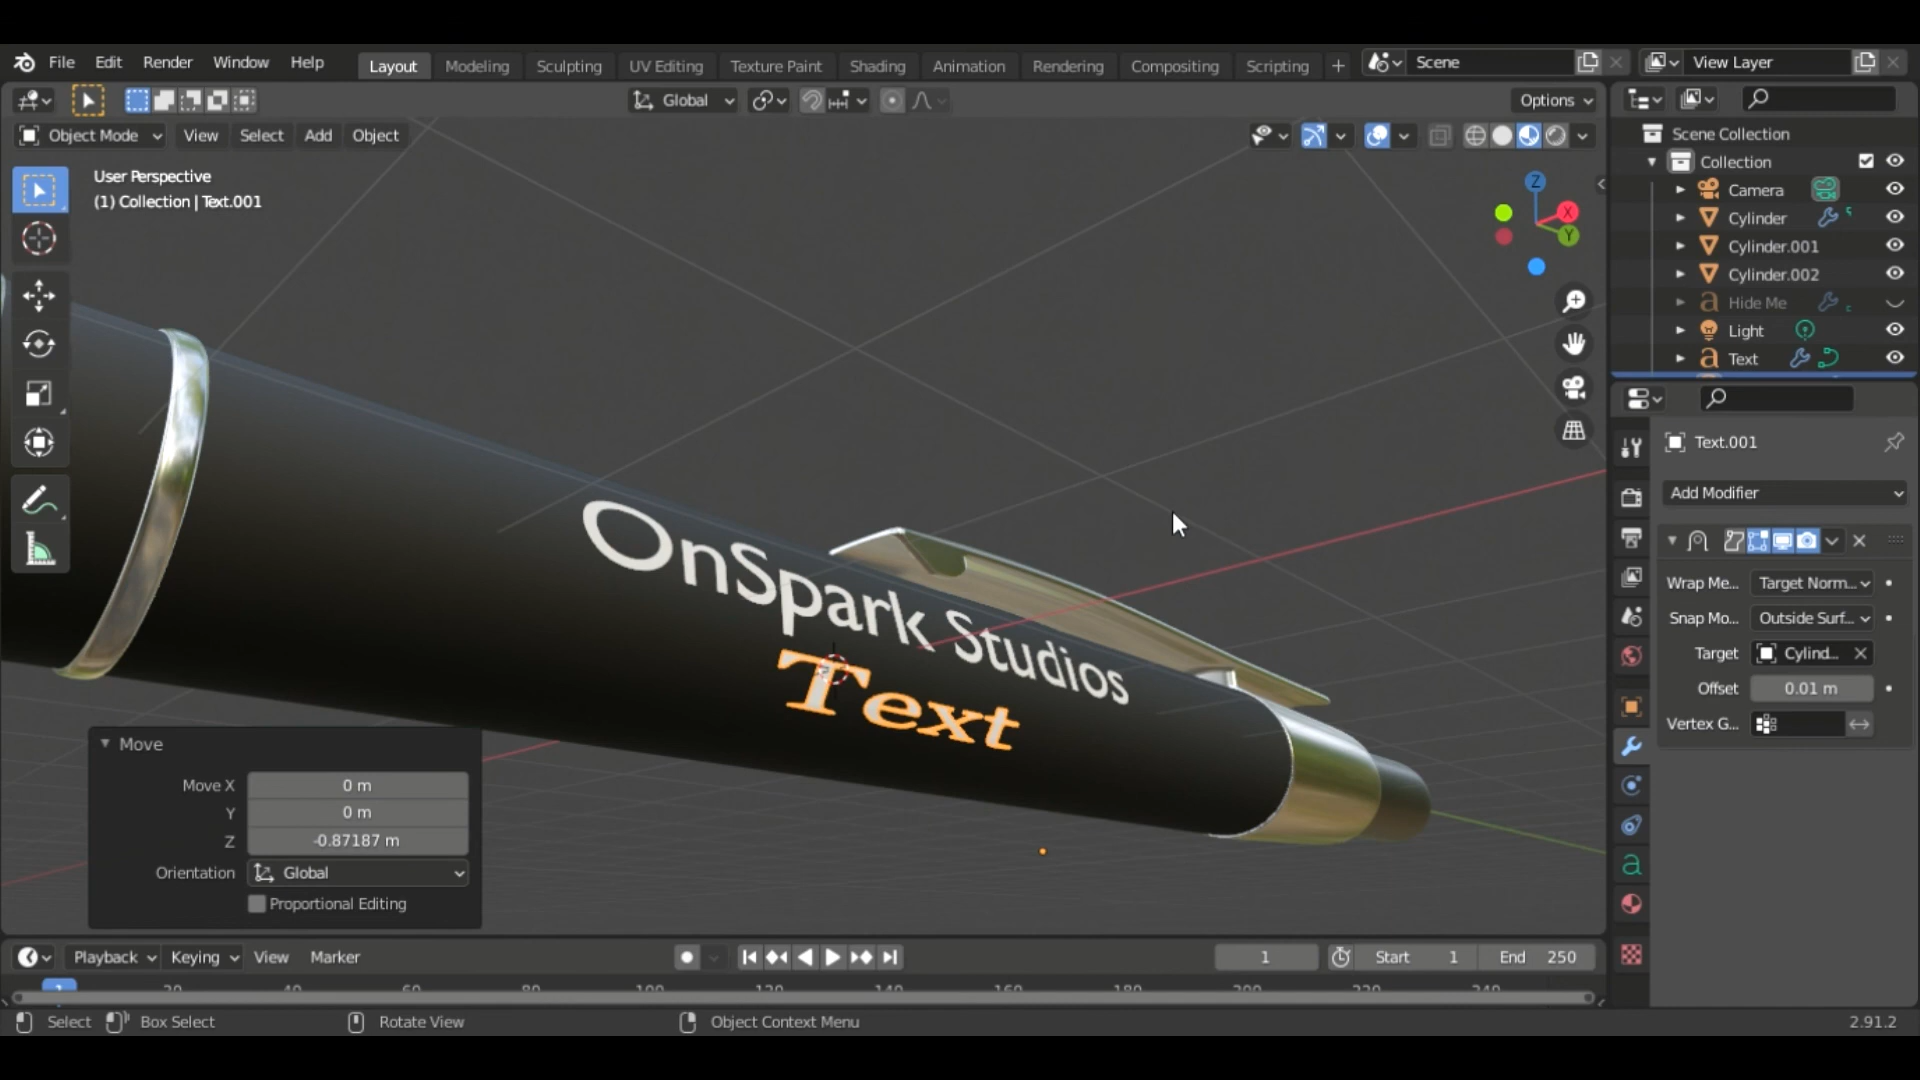 File Edit Render Window Help Layout Modeling Sculpting UV Editing Texture Paint Shading Animation Rendering Compositing Scripting + Scene View Layer
Global Options
Object Mode View Select Add Object
User Perspective
(1) Collection | Text.001
Z
X
Y
Scene Collection
Collection
Camera
Cylinder
Cylinder.001
Cylinder.002
Hide Me
Light
Text
Text.001
Add Modifier
Wrap Me... Target Norm...
Snap Mo... Outside Surf...
Target Cylind...
Offset 0.01 m
Vertex G...
OnSpark Studios
Text
Move
Move X 0 m
Y 0 m
Z -0.87187 m
Orientation Global
Proportional Editing
Playback Keying View Marker 1 Start 1 End 250
1
Select Box Select Rotate View Object Context Menu 2.91.2